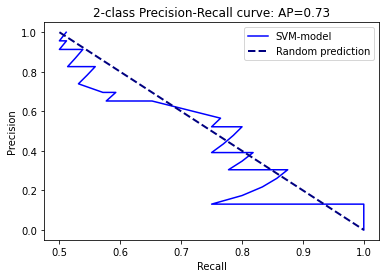 2-class Precision-Recall curve: AP=0.73
SVM-model
Random prediction
Precision
1.0
0.8
0.6
0.4
0.2
0.0
0.5 0.6 0.7 0.8 0.9 1.0
Recall